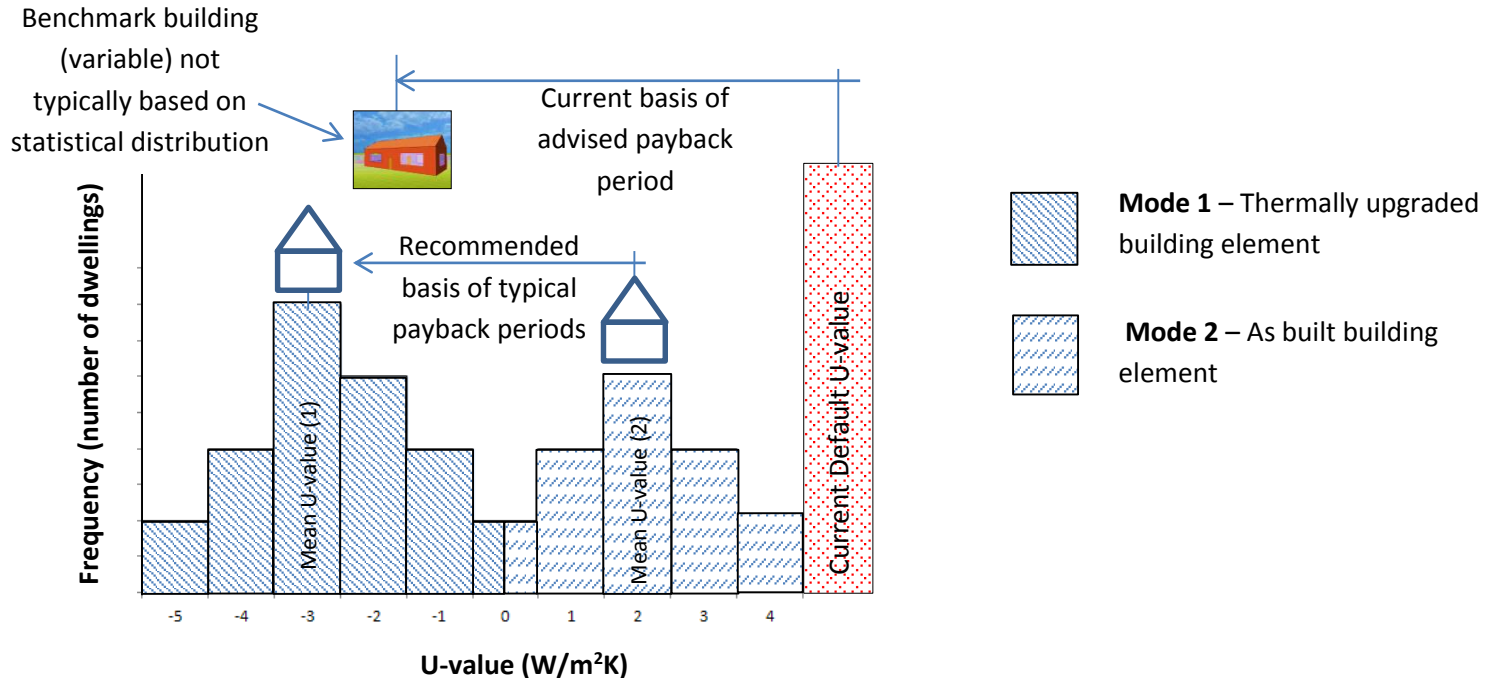 Benchmark building
(variable) not
typically based on
statistical distribution
Current basis of
advised payback
period
Recommended
basis of typical
payback periods
Frequency (number of dwellings)
Mean U-value (1)
Mean U-value (2)
Current Default U-value
-5 -4 -3 -2 -1 0 1 2 3 4
U-value (W/m²K)
Mode 1 – Thermally upgraded
building element
Mode 2 – As built building
element